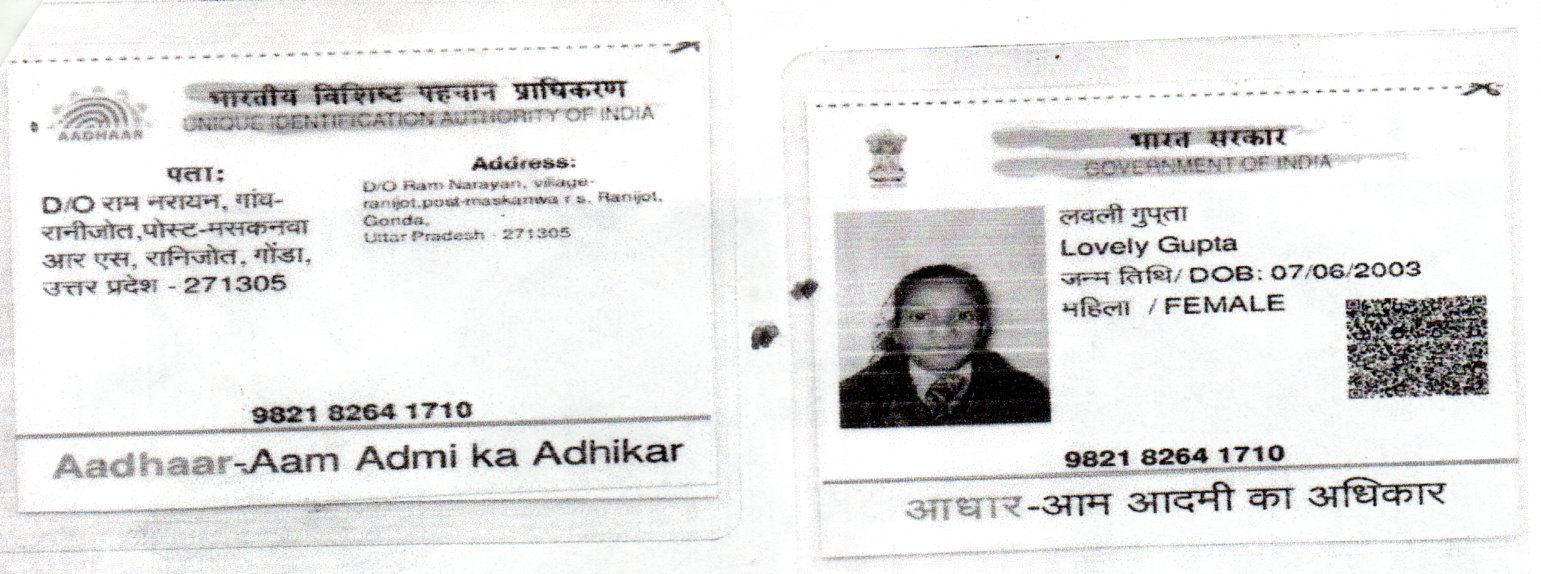 भारतीय विशिष्ट पहचान प्राधिकरण
UNIQUE IDENTIFICATION AUTHORITY OF INDIA
AADHAAR
पता:
D/O राम नरायन, गांव-
रानीजोत,पोस्ट-मसकनवा
आर एस, रानिजोत, गोंडा,
उत्तर प्रदेश - 271305
Address:
D/O Ram Narayan, village-
ranijot,post-maskanwa r s, Ranijot,
Gonda,
Uttar Pradesh - 271305
9821 8264 1710
Aadhaar-Aam Admi ka Adhikar
भारत सरकार
GOVERNMENT OF INDIA
लवली गुप्ता
Lovely Gupta
जन्म तिथि/ DOB: 07/06/2003
महिला / FEMALE
9821 8264 1710
आधार-आम आदमी का अधिकार